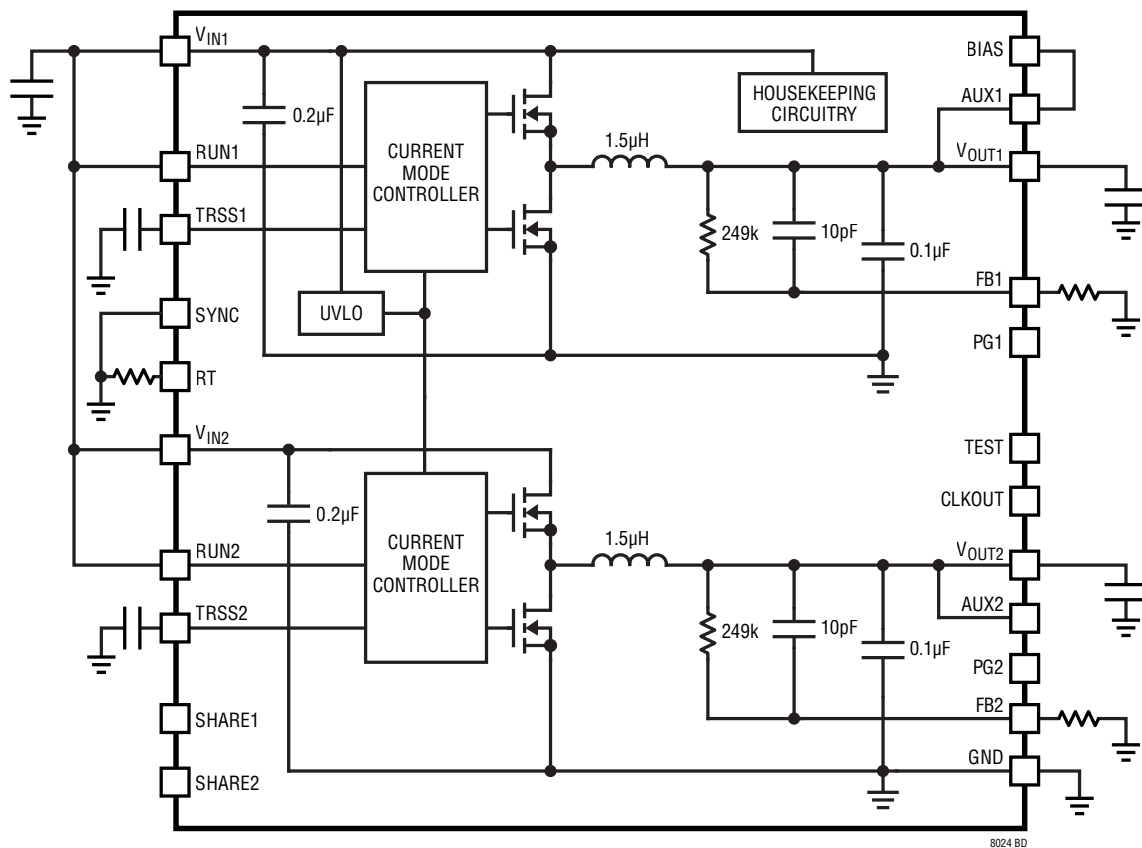 VIN1
BIAS
0.2µF
HOUSEKEEPING
CIRCUITRY
AUX1
CURRENT
MODE
CONTROLLER
1.5µH
RUN1
VOUT1
TRSS1
249k
10pF
0.1µF
FB1
SYNC
UVLO
PG1
RT
VIN2
TEST
0.2µF
CLKOUT
CURRENT
MODE
CONTROLLER
1.5µH
RUN2
VOUT2
TRSS2
AUX2
249k
10pF
0.1µF
PG2
SHARE1
FB2
SHARE2
GND
8024 BD